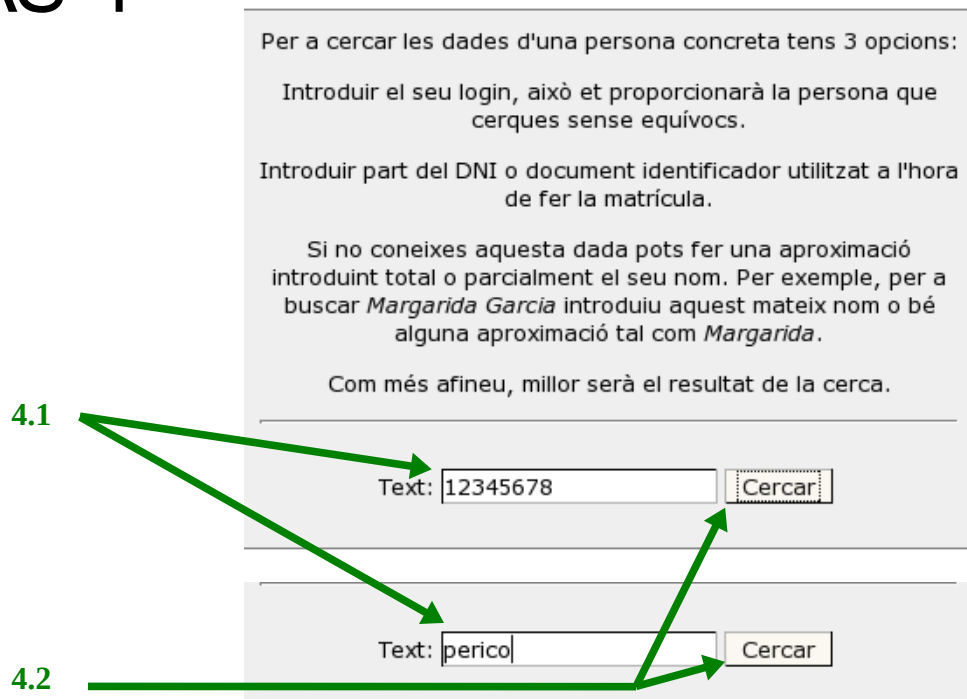 Per a cercar les dades d'una persona concreta tens 3 opcions:
Introduir el seu login, això et proporcionarà la persona que
cerques sense equívocs.
Introduir part del DNI o document identificador utilitzat a l'hora
de fer la matrícula.
Si no coneixes aquesta dada pots fer una aproximació
introduint total o parcialment el seu nom. Per exemple, per a
buscar Margarida Garcia introduiu aquest mateix nom o bé
alguna aproximació tal com Margarida.
Com més afineu, millor serà el resultat de la cerca.
4.1
Text: 12345678 Cercar
Text: perico Cercar
4.2